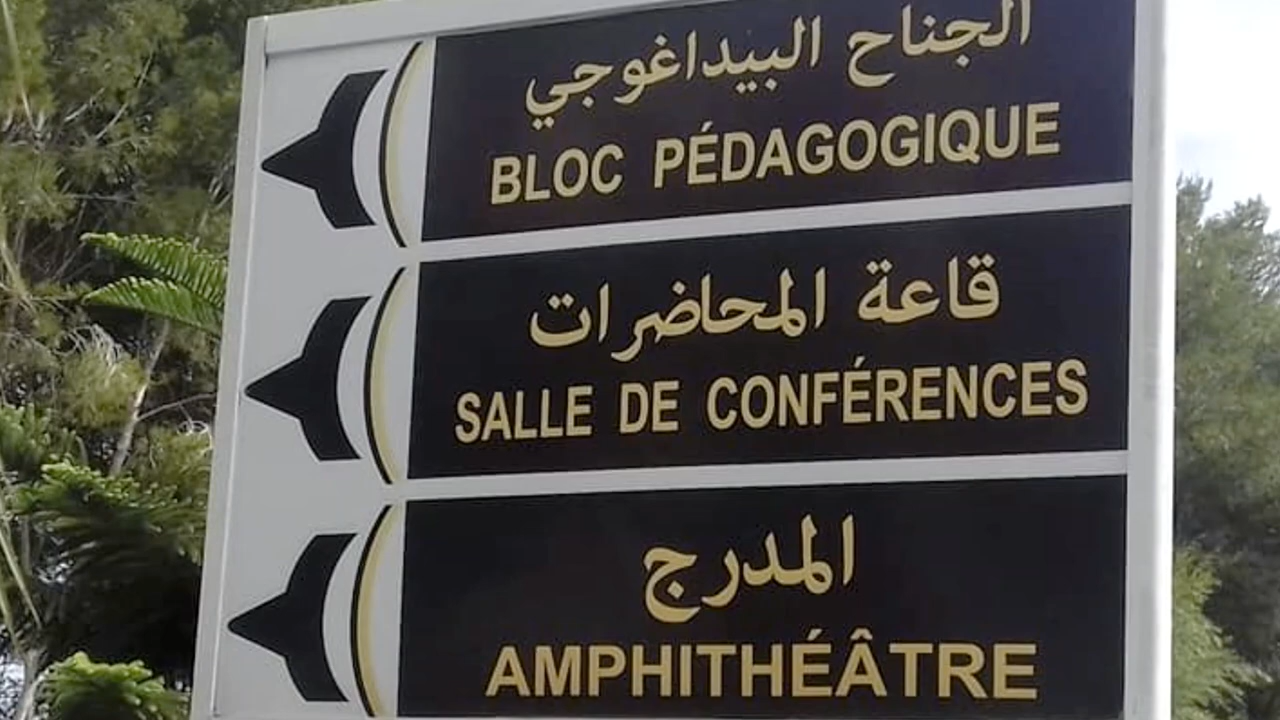 الجناح البيداغوجي
BLOC PÉDAGOGIQUE
قاعة المحاضرات
SALLE DE CONFÉRENCES
المدرج
AMPHITHÉÂTRE